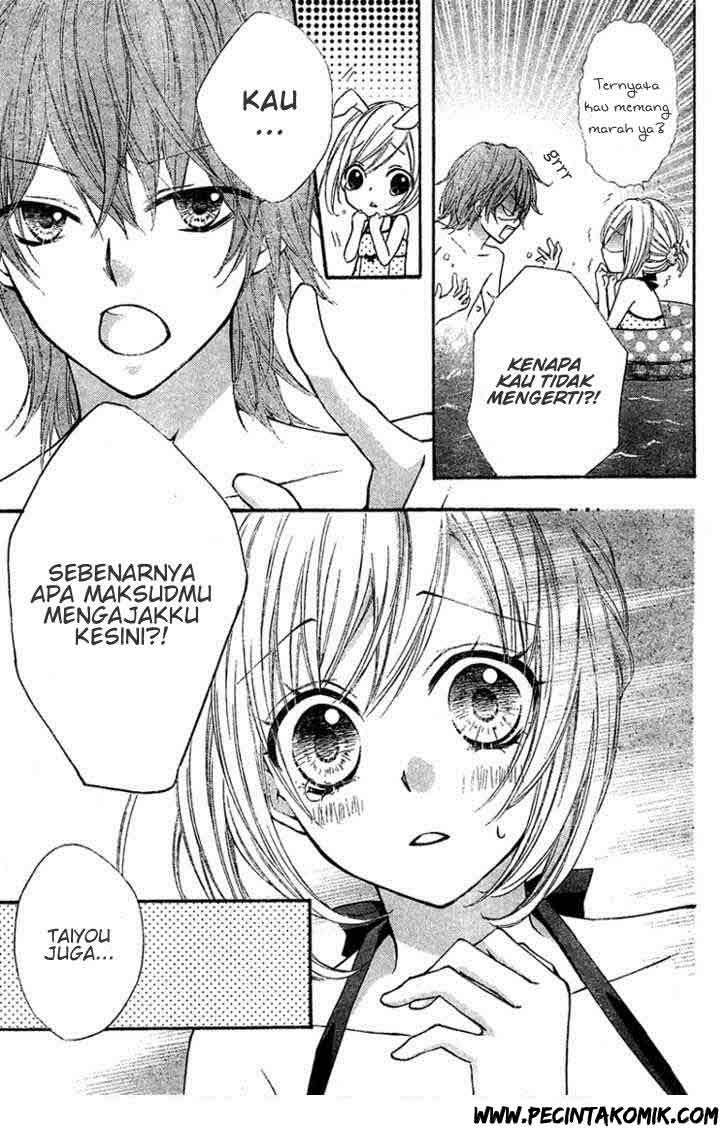 Ternyata
kau memang
marah ya?
grrr
KENAPA
KAU TIDAK
MENGERTI?!
KAU
...
SEBENARNYA
APA MAKSUDMU
MENGAJAKKU
KESINI?!
TAIYOU
JUGA...
WWW.PECINTAKOMIK.COM